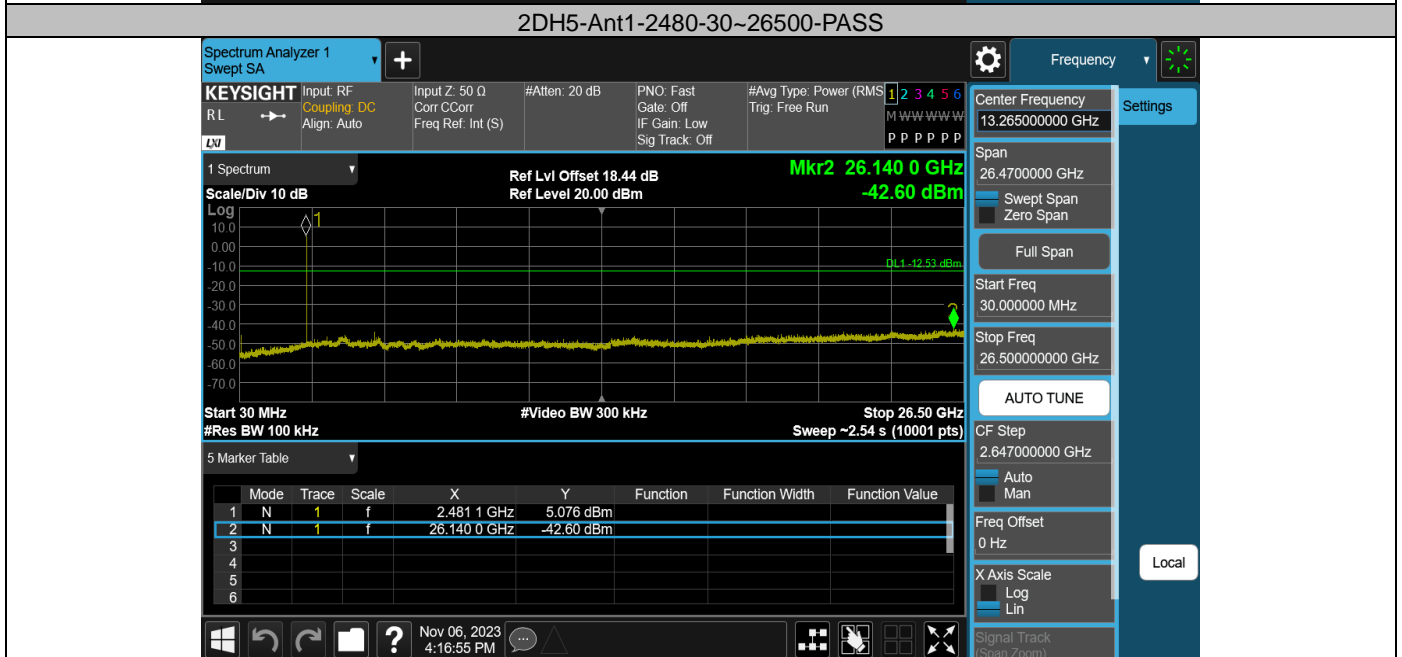 2DH5-Ant1-2480-30~26500-PASS
Spectrum Analyzer 1
Swept SA
Frequency
KEYSIGHT
RL
LXI
Input: RF
Coupling: DC
Align: Auto
Input Z: 50 Ω
Corr CCorr
Freq Ref: Int (S)
#Atten: 20 dB
PNO: Fast
Gate: Off
IF Gain: Low
Sig Track: Off
#Avg Type: Power (RMS
Trig: Free Run
1 2 3 4 5 6
M W W W W W
P P P P P P
Center Frequency
13.265000000 GHz
Settings
1 Spectrum
Scale/Div 10 dB
Ref Lvl Offset 18.44 dB
Ref Level 20.00 dBm
Mkr2 26.140 0 GHz
-42.60 dBm
Log
10.0
0.00
-10.0
-20.0
-30.0
-40.0
-50.0
-60.0
-70.0
1
DL1 -12.53 dBm
2
Start 30 MHz
#Res BW 100 kHz
#Video BW 300 kHz
Stop 26.50 GHz
Sweep ~2.54 s (10001 pts)
Span
26.4700000 GHz
Swept Span
Zero Span
Full Span
Start Freq
30.000000 MHz
Stop Freq
26.500000000 GHz
AUTO TUNE
CF Step
2.647000000 GHz
Auto
Man
Freq Offset
0 Hz
X Axis Scale
Log
Lin
Signal Track
(Span Zoom)
Local
5 Marker Table
Mode Trace Scale X Y Function Function Width Function Value
1 N 1 f 2.481 1 GHz 5.076 dBm
2 N 1 f 26.140 0 GHz -42.60 dBm
3
4
5
6
Nov 06, 2023
4:16:55 PM